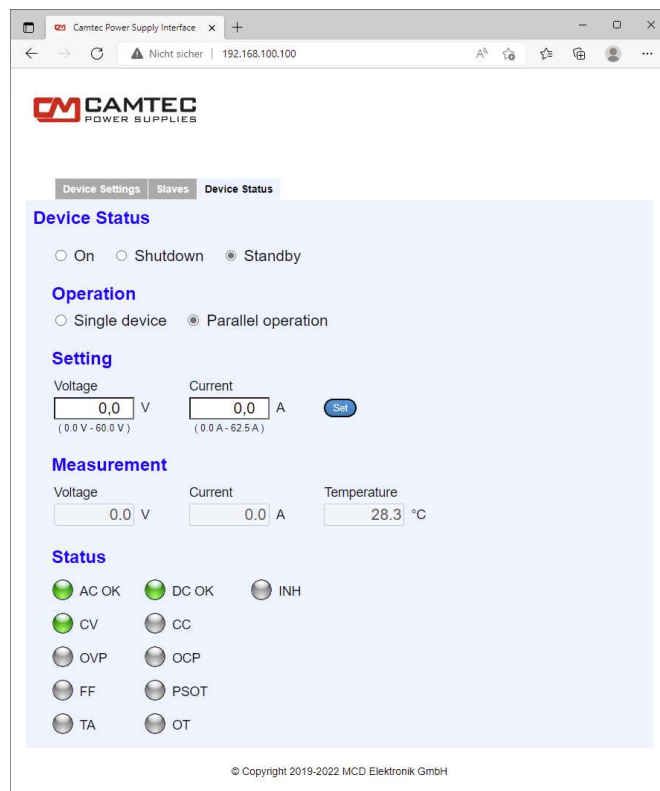 Camtec Power Supply Interface
Nicht sicher | 192.168.100.100
CM CAMTEC
POWER SUPPLIES
Device Settings Slaves Device Status
Device Status
On Shutdown Standby
Operation
Single device Parallel operation
Setting
Voltage Current
0,0 V 0,0 A Set
( 0.0 V - 60.0 V ) ( 0.0 A - 62.5 A )
Measurement
Voltage Current Temperature
0.0 V 0.0 A 28.3 °C
Status
AC OK DC OK INH
CV CC
OVP OCP
FF PSOT
TA OT
© Copyright 2019-2022 MCD Elektronik GmbH